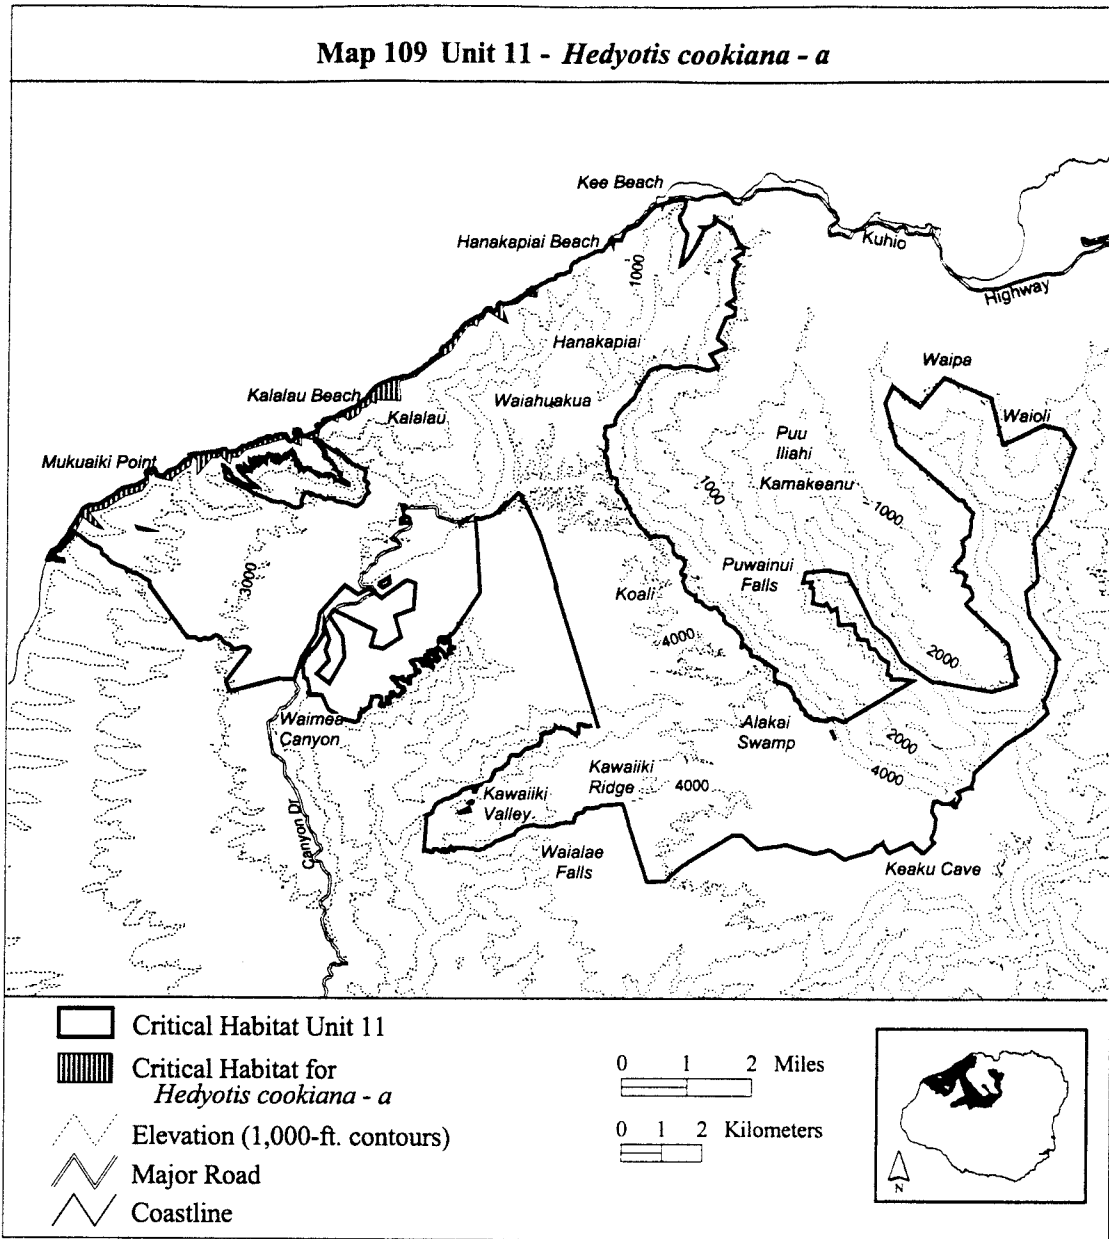 Map 109 Unit 11 - Hedyotis cookiana - a
Kee Beach
Hanakapiai Beach
Kuhio
Highway
1000
Hanakapiai
Waipa
Kalalau Beach
Waiahuakua
Kalalau
Waioli
Puu
Iliahi
Mukuaiki Point
Kamakeanu
1000
1000
3000
Puwainui
Falls
Koali
4000
2000
Waimea
Canyon
Alakai
Swamp
2000
4000
Kawaiiki
Ridge
4000
Kawaiiki
Valley
Canyon Dr
Waialae
Falls
Keaku Cave
Critical Habitat Unit 11
Critical Habitat for
Hedyotis cookiana - a
Elevation (1,000-ft. contours)
Major Road
Coastline
0 1 2 Miles
0 1 2 Kilometers
N